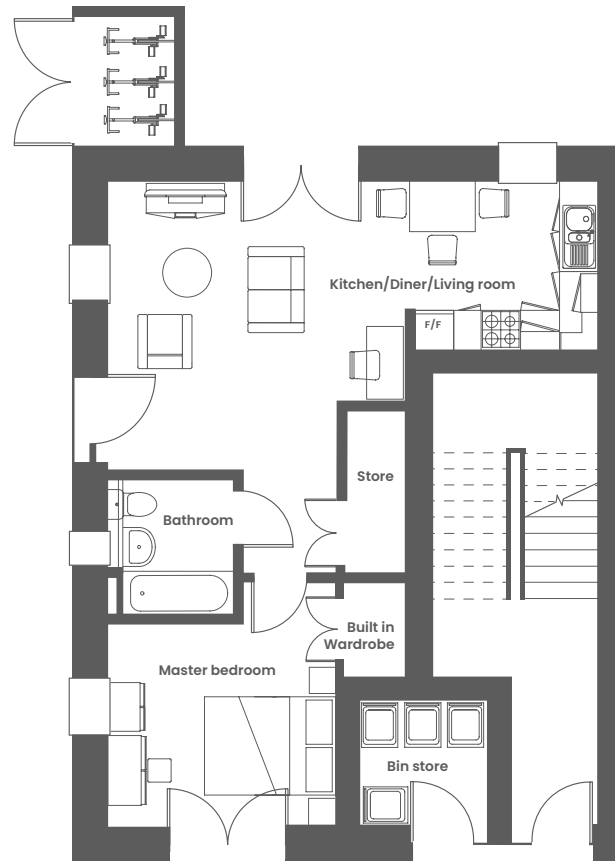 Kitchen/Diner/Living room
F/F
Store
Bathroom
Built in
Wardrobe
Master bedroom
Bin store